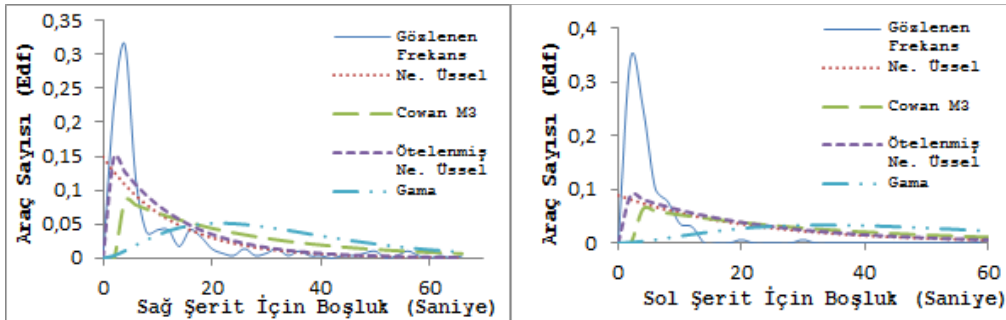 0,35
0,3
0,25
0,2
0,15
0,1
0,05
0
0 20 40 60
Araç Sayısı (Edf)
Sağ Şerit İçin Boşluk (Saniye)
Gözlenen
Frekans
Ne. Üssel
Cowan M3
Ötelenmiş
Ne. Üssel
Gama
0,4
0,3
0,2
0,1
0
0 20 40 60
Araç Sayısı (Edf)
Sol Şerit İçin Boşluk (Saniye)
Gözlenen
Frekans
Ne. Üssel
Cowan M3
Ötelenmiş
Ne. Üssel
Gama